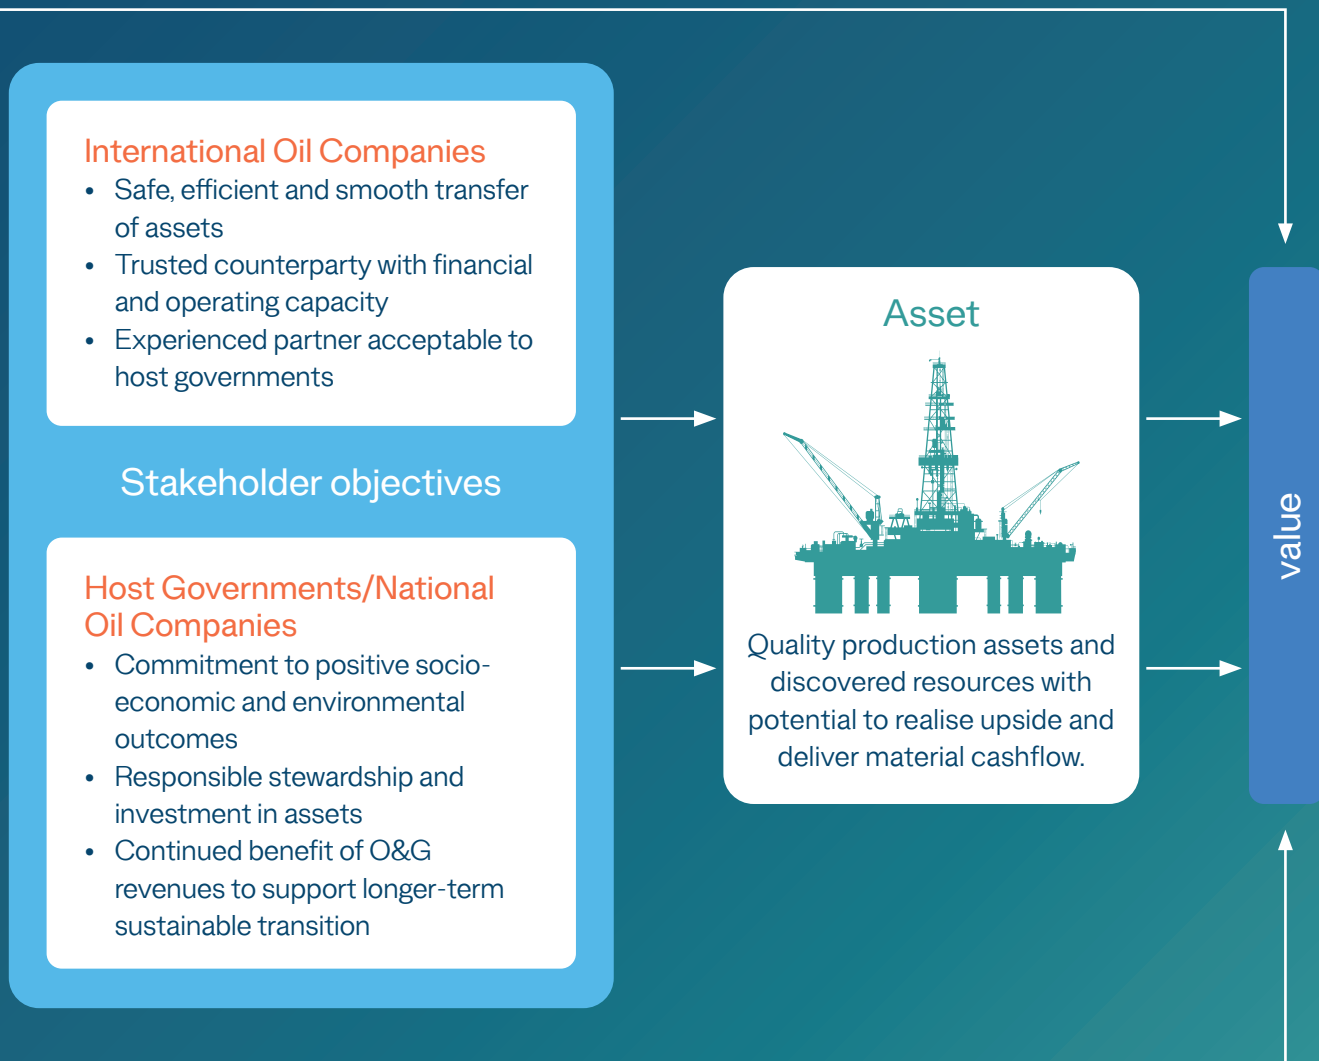 International Oil Companies
• Safe, efficient and smooth transfer
of assets
• Trusted counterparty with financial
and operating capacity
• Experienced partner acceptable to
host governments
Stakeholder objectives
Host Governments/National
Oil Companies
• Commitment to positive socio-
economic and environmental
outcomes
• Responsible stewardship and
investment in assets
• Continued benefit of O&G
revenues to support longer-term
sustainable transition
Asset
Quality production assets and
discovered resources with
potential to realise upside and
deliver material cashflow.
value